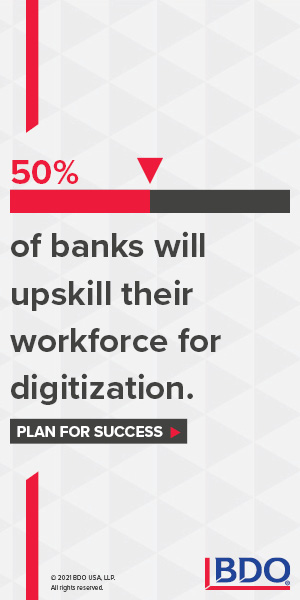 50%
of banks will
upskill their
workforce for
digitization.
PLAN FOR SUCCESS
© 2021 BDO USA, LLP.
All rights reserved.
BDO®